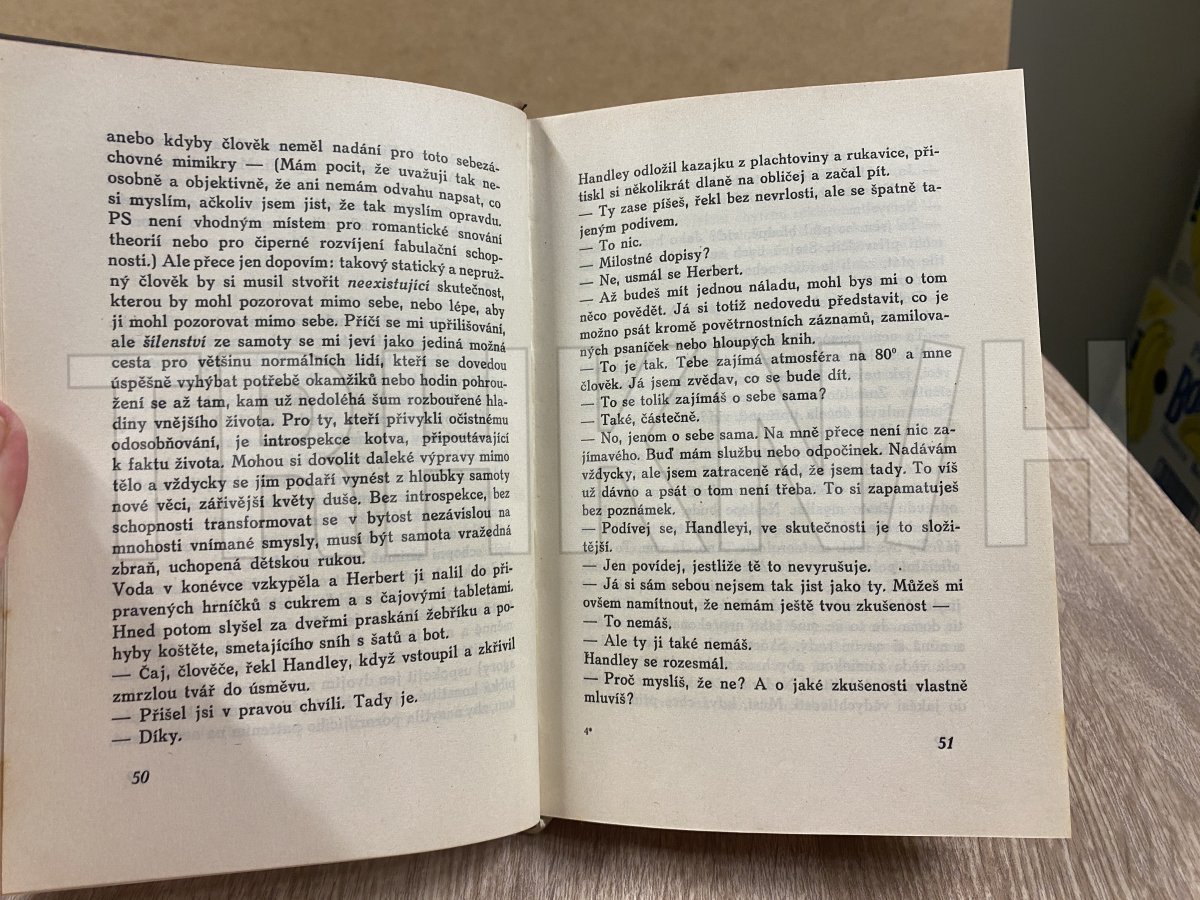 anebo kdyby člověk neměl nadání pro toto sebezá-
chovné mimikry — (Mám pocit, že uvažuji tak ne-
osobně a objektivně, že ani nemám odvahu napsat, co
si myslím, ačkoliv jsem jist, že tak myslím opravdu.
PS není vhodným místem pro romantické snování
theorií nebo pro čiperné rozvíjení fabulační schop-
nosti.) Ale přece jen dopovím: takový statický a nepruž-
ný člověk by si musil stvořit neexistující skutečnost,
kterou by mohl pozorovat mimo sebe, nebo lépe, aby
ji mohl pozorovat mimo sebe. Příčí se mi upřilišování,
ale šílenství ze samoty se mi jeví jako jediná možná
cesta pro většinu normálních lidí, kteří se dovedou
úspěšně vyhýbat potřebě okamžiků nebo hodin pohrou-
žení se až tam, kam už nedoléhá šum rozbouřené hla-
diny vnějšího života. Pro ty, kteří přivykli očistnému
odosobňování, je introspekce kotva, připoutávající
k faktu života. Mohou si dovolit daleké výpravy mimo
tělo a vždycky se jim podaří vynést z hloubky samoty
nové věci, zářivější květy duše. Bez introspekce, bez
schopnosti transformovat se v bytost nezávislou na
mnohosti vnímané smysly, musí být samota vražedná
zbraň, uchopená dětskou rukou.
Voda v konévce vzkypěla a Herbert ji nalil do při-
pravených hrníčků s cukrem a s čajovými tabletami.
Hned potom slyšel za dveřmi praskání žebříku a po-
hyby koštěte, smetajícího sníh s šatů a bot.
— Čaj, člověče, řekl Handley, když vstoupil a zkřivil
zmrzlou tvář do úsměvu.
— Přišel jsi v pravou chvíli. Tady je.
— Díky.
50
Handley odložil kazajku z plachtoviny a rukavice, při-
tiskl si několikrát dlaně na obličej a začal pít.
— Ty zase píšeš, řekl bez nevrlosti, ale se špatně ta-
jeným podivem.
— To nic.
— Milostné dopisy?
— Ne, usmál se Herbert.
— Až budeš mít jednou náladu, mohl bys mi o tom
něco povědět. Já si totiž nedovedu představit, co je
možno psát kromě povětrnostních záznamů, zamilova-
ných psaníček nebo hloupých knih.
— To je tak. Tebe zajímá atmosféra na 80° a mne
člověk. Já jsem zvědav, co se bude dít.
— To se tolik zajímáš o sebe sama?
— Také, částečně.
— No, jenom o sebe sama. Na mně přece není nic za-
jímavého. Buď mám službu nebo odpočinek. Nadávám
vždycky, ale jsem zatraceně rád, že jsem tady. To víš
už dávno a psát o tom není třeba. To si zapamatuješ
bez poznámek.
— Podívej se, Handleyi, ve skutečnosti je to složi-
tější.
— Jen povídej, jestliže tě to nevyrušuje.
— Já si sám sebou nejsem tak jist jako ty. Můžeš mi
ovšem namítnout, že nemám ještě tvou zkušenost —
— To nemáš.
— Ale ty ji také nemáš.
Handley se rozesmál.
— Proč myslíš, že ne? A o jaké zkušenosti vlastně
mluvíš?
4*
51